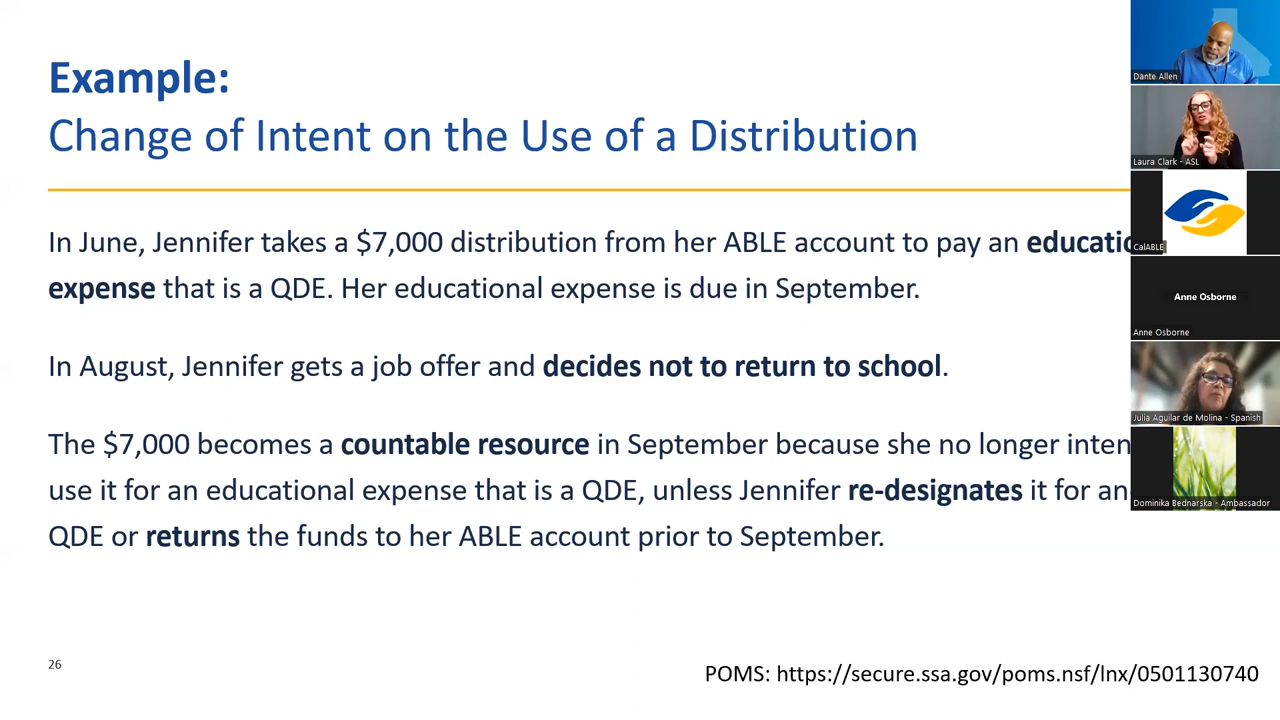 Example:
Change of Intent on the Use of a Distribution
In June, Jennifer takes a $7,000 distribution from her ABLE account to pay an
expense that is a QDE. Her educational expense is due in September.
In August, Jennifer gets a job offer and decides not to return to school.
The $7,000 becomes a countable resource in September because she no longer
use it for an educational expense that is a QDE, unless Jennifer re-designates it for
QDE or returns the funds to her ABLE account prior to September.
26
POMS: https://secure.ssa.gov/poms.nsf/lnx/0501130740
Dante Allen
Laura Clark - ASL
CalABLE
Anne Osborne
Anne Osborne
Julia Aguilar de Molina - Spanish
Dominika Bednarska - Ambassador